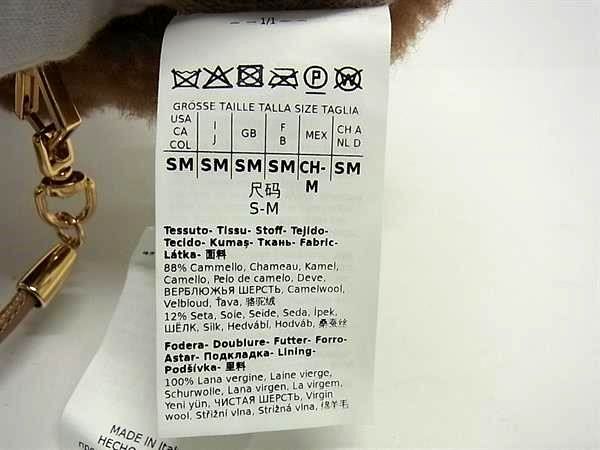 1/1
GRÖSSE TAILLE TALLA SIZE TAGLIA
USA CA COL I J GB F B MEX CH A NL D
SM SM SM SM CH-M SM
尺码
S-M
Tessuto- Tissu- Stoff- Tejido-
Tecido- Kumaş- Ткань- Fabric-
Látka- 面料
88% Cammello, Chameau, Kamel,
Camello, Pelo de camelo, Deve,
ВЕРБЛЮЖЬЯ ШЕРСТЬ, Camelwool,
Velbloud, Ťava, 骆驼绒
12% Seta, Soie, Seide, Seda, İpek,
ШЁЛК, Silk, Hedvábí, Hodváb, 桑蚕丝
Fodera- Doublure- Futter- Forro-
Astar- Подкладка- Lining-
Podšívka- 里料
100% Lana vergine, Laine vierge,
Schurwolle, Lana virgen, La virgem,
Yeni yün, ЧИСТАЯ ШЕРСТЬ, Virgin
wool, Střižní vlna, Strižná vlna, 绵羊毛
MADE IN Ital
HECHO